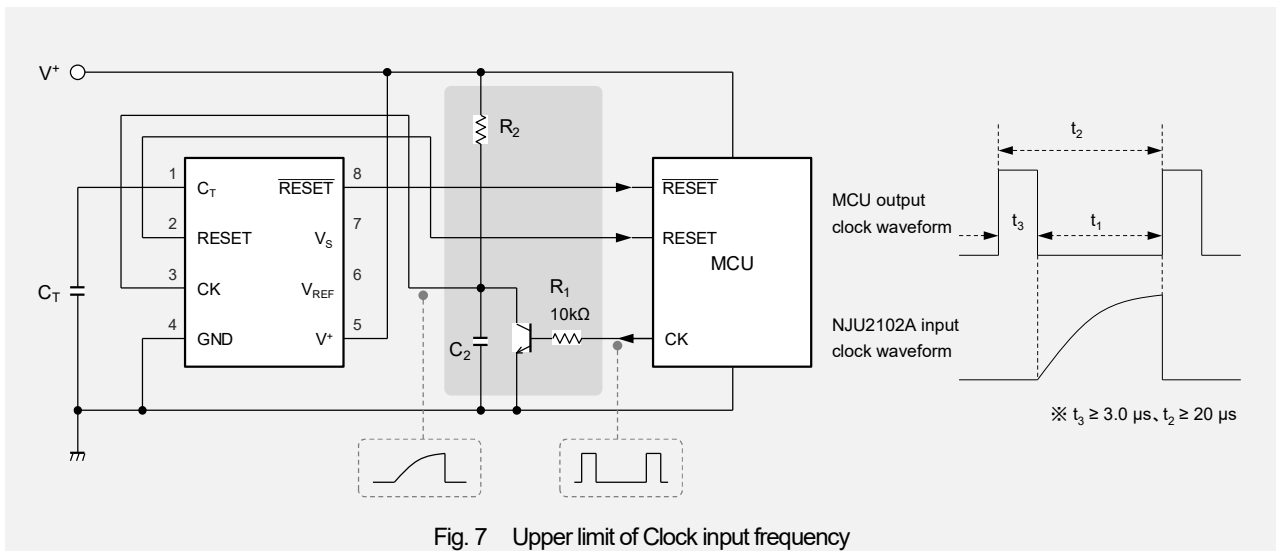 V⁺
R₂
1
C_T
RESET
8
RESET
MCU output
clock waveform
t₂
t₃
t₁
2
RESET
V_S
7
RESET
MCU
3
CK
V_REF
6
R₁
10kΩ
C_T
4
GND
V⁺
5
C₂
CK
NJU2102A input
clock waveform
※ t₃ ≥ 3.0 µs、t₂ ≥ 20 µs
Fig. 7 Upper limit of Clock input frequency